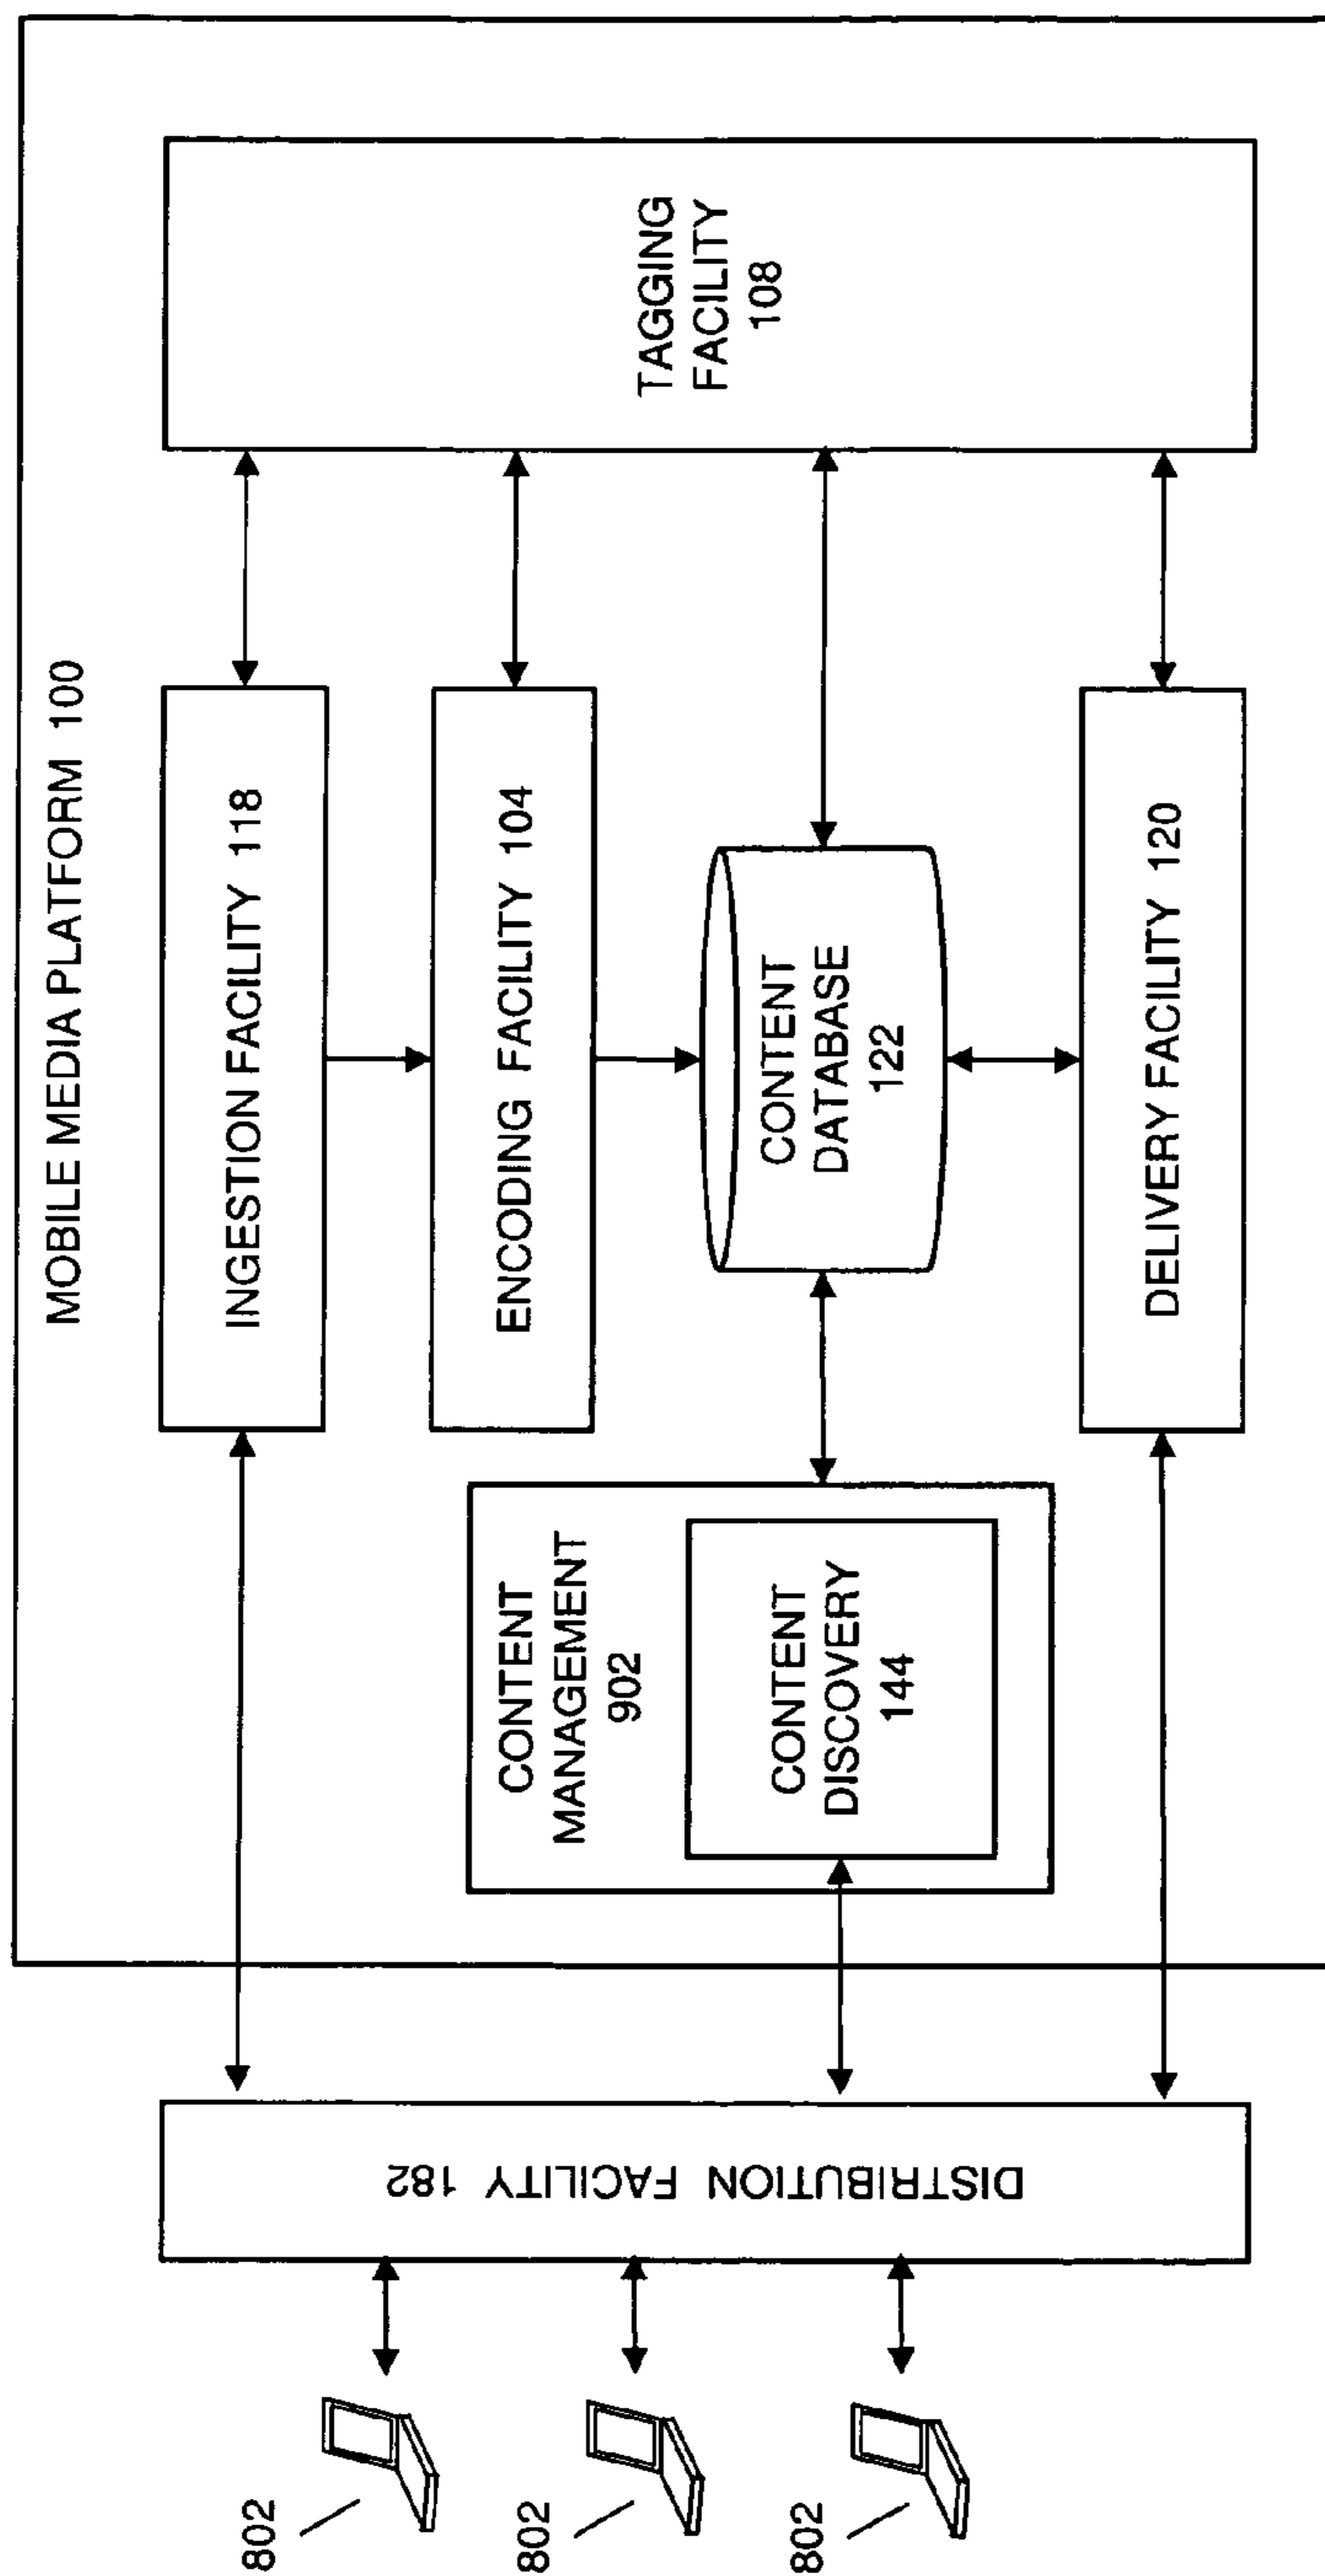 MOBILE MEDIA PLATFORM 100
INGESTION FACILITY 118
ENCODING FACILITY 104
CONTENT
DATABASE
122
DELIVERY FACILITY 120
TAGGING
FACILITY
108
CONTENT
MANAGEMENT
902
CONTENT
DISCOVERY
144
DISTRIBUTION FACILITY 182
802
802
802